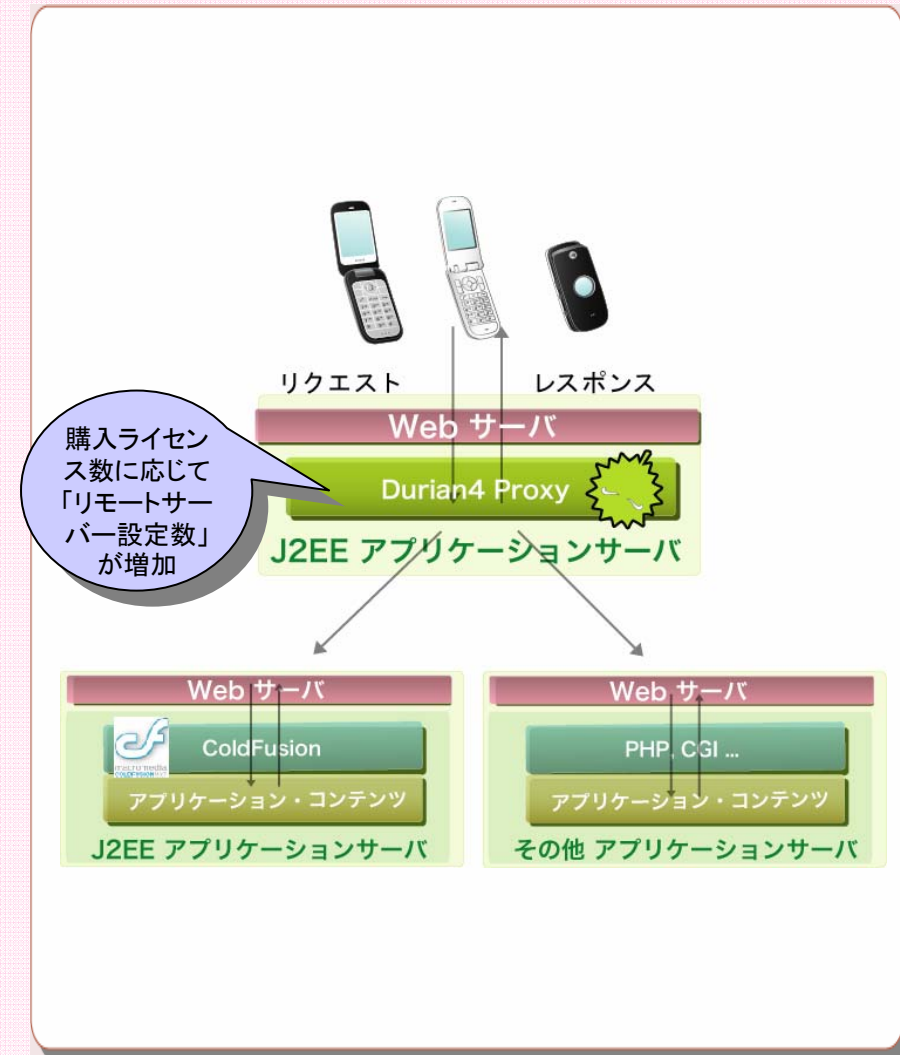 リクエスト
レスポンス
Web サーバ
購入ライセン
ス数に応じて
「リモートサー
バー設定数」
が増加
Durian4 Proxy
J2EE アプリケーションサーバ
Web サーバ
ColdFusion
macromedia
COLDFUSION MX7
アプリケーション・コンテンツ
J2EE アプリケーションサーバ
Web サーバ
PHP, CGI ...
アプリケーション・コンテンツ
その他 アプリケーションサーバ